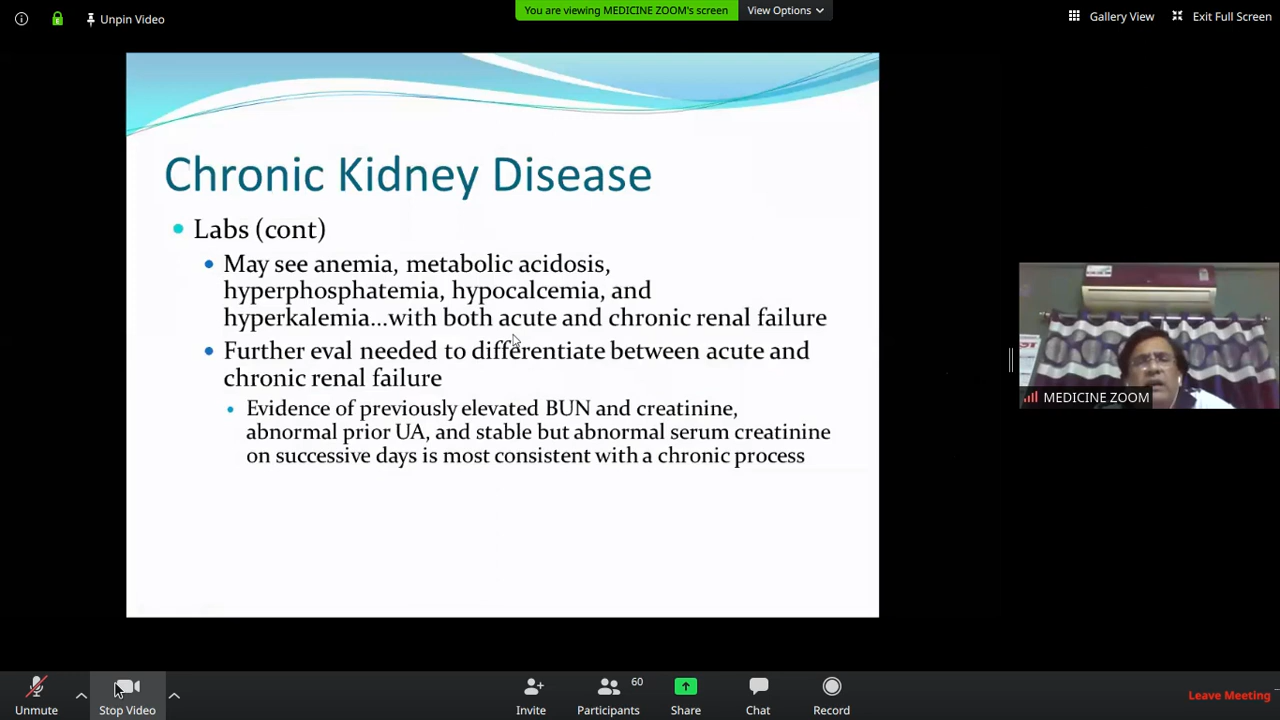 Unpin Video
You are viewing MEDICINE ZOOM's screen
View Options
Gallery View
Exit Full Screen
Chronic Kidney Disease
Labs (cont)
May see anemia, metabolic acidosis,
hyperphosphatemia, hypocalcemia, and
hyperkalemia...with both acute and chronic renal failure
Further eval needed to differentiate between acute and
chronic renal failure
Evidence of previously elevated BUN and creatinine,
abnormal prior UA, and stable but abnormal serum creatinine
on successive days is most consistent with a chronic process
MEDICINE ZOOM
Unmute
Stop Video
Invite
Participants
60
Share
Chat
Record
Leave Meeting